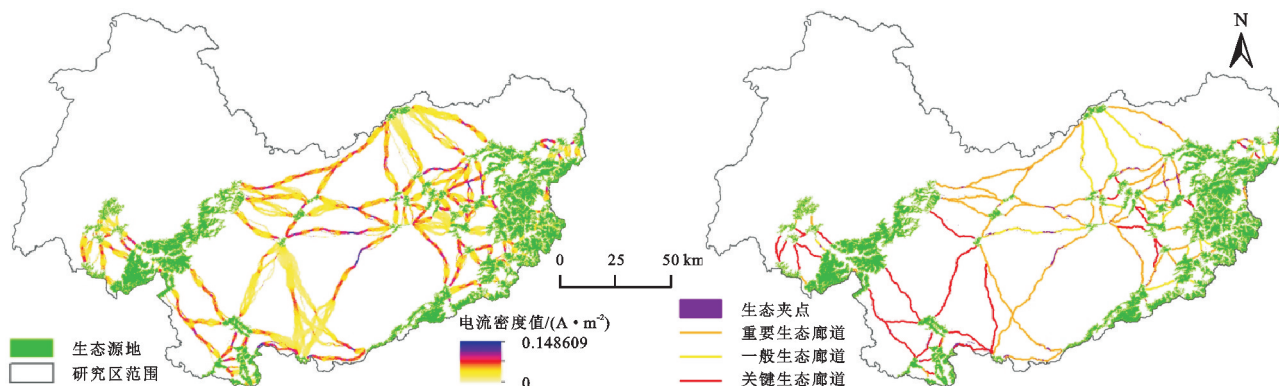 N
0 25 50 km
电流密度值/(A·m⁻²)
0.148609
0
生态源地
研究区范围
生态夹点
重要生态廊道
一般生态廊道
关键生态廊道